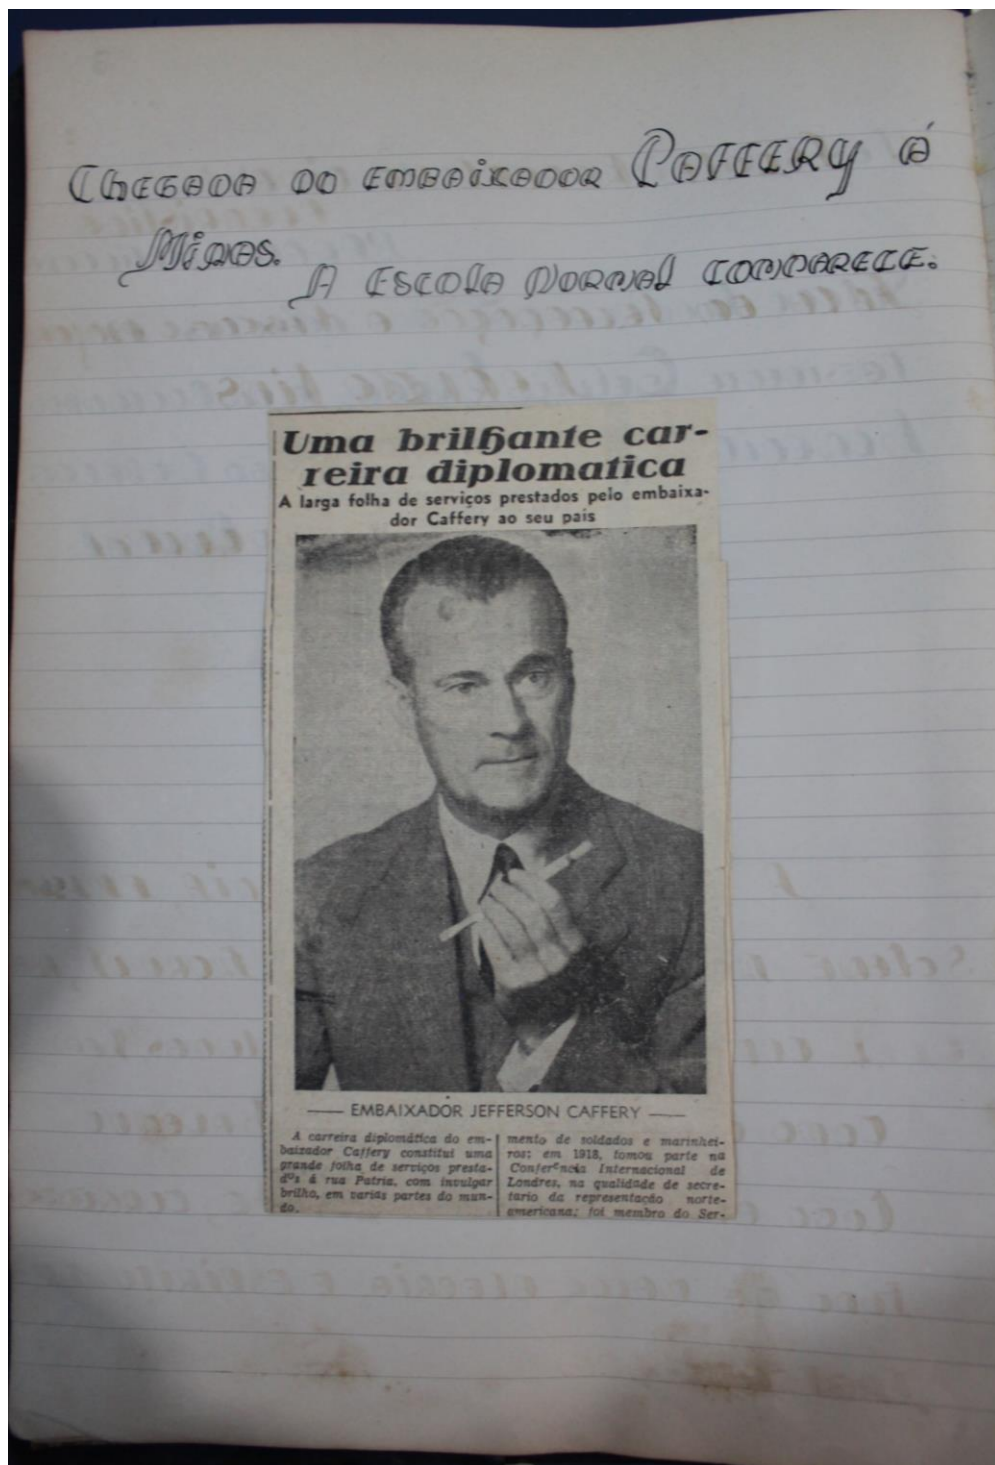 Chegada do embaixador Caffery á
Minas.
A Escola Normal comparece.
Uma brilhante car-
reira diplomatica
A larga folha de serviços prestados pelo embaixa-
dor Caffery ao seu pais
EMBAIXADOR JEFFERSON CAFFERY
A carreira diplomática do em-
baixador Caffery constitui uma
grande folha de serviços presta-
dos á rua Patria, com invulgar
brilho, em varias partes do mun-
do.
mento de soldados e marinhei-
ros: em 1918, tomou parte na
Conferencia Internacional de
Londres, na qualidade de secre-
tario da representação norte-
americana; foi membro do Ser-